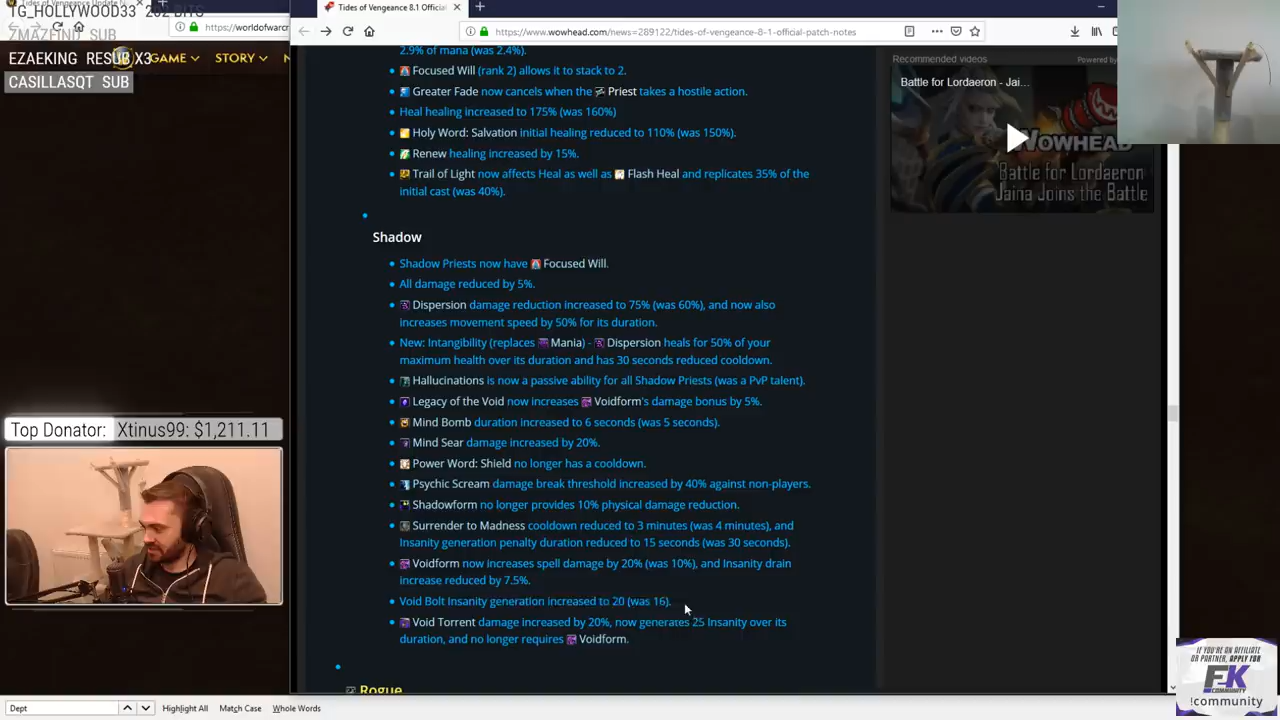 TG_HOLLYWOOD33 202 BITS
ZMAZFIND SUB
EZAEKING RESUB X3
CASILLASQT SUB
Tides of Vengeance 8.1 Official
https://worldofwarcr
https://www.wowhead.com/news=289122/tides-of-vengeance-8-1-official-patch-notes
GAME
STORY
2.9% of mana (was 2.4%).
Focused Will (rank 2) allows it to stack to 2.
Greater Fade now cancels when the Priest takes a hostile action.
Heal healing increased to 175% (was 160%)
Holy Word: Salvation initial healing reduced to 110% (was 150%).
Renew healing increased by 15%.
Trail of Light now affects Heal as well as Flash Heal and replicates 35% of the
initial cast (was 40%).
Shadow
Shadow Priests now have Focused Will.
All damage reduced by 5%.
Dispersion damage reduction increased to 75% (was 60%), and now also
increases movement speed by 50% for its duration.
New: Intangibility (replaces Mania) - Dispersion heals for 50% of your
maximum health over its duration and has 30 seconds reduced cooldown.
Hallucinations is now a passive ability for all Shadow Priests (was a PvP talent).
Legacy of the Void now increases Voidform's damage bonus by 5%.
Mind Bomb duration increased to 6 seconds (was 5 seconds).
Mind Sear damage increased by 20%.
Power Word: Shield no longer has a cooldown.
Psychic Scream damage break threshold increased by 40% against non-players.
Shadowform no longer provides 10% physical damage reduction.
Surrender to Madness cooldown reduced to 3 minutes (was 4 minutes), and
Insanity generation penalty duration reduced to 15 seconds (was 30 seconds).
Voidform now increases spell damage by 20% (was 10%), and Insanity drain
increase reduced by 7.5%.
Void Bolt Insanity generation increased to 20 (was 16).
Void Torrent damage increased by 20%, now generates 25 Insanity over its
duration, and no longer requires Voidform.
Rogue
Recommended videos
Powered by
Battle for Lordaeron - Jai...
WOWHEAD
Battle for Lordaeron
Jaina Joins the Battle
Top Donator: Xtinus99: $1,211.11
IF YOU'RE AN AFFILIATE
OR PARTNER, APPLY FOR
COMMUNITY
!community
Dept
Highlight All
Match Case
Whole Words